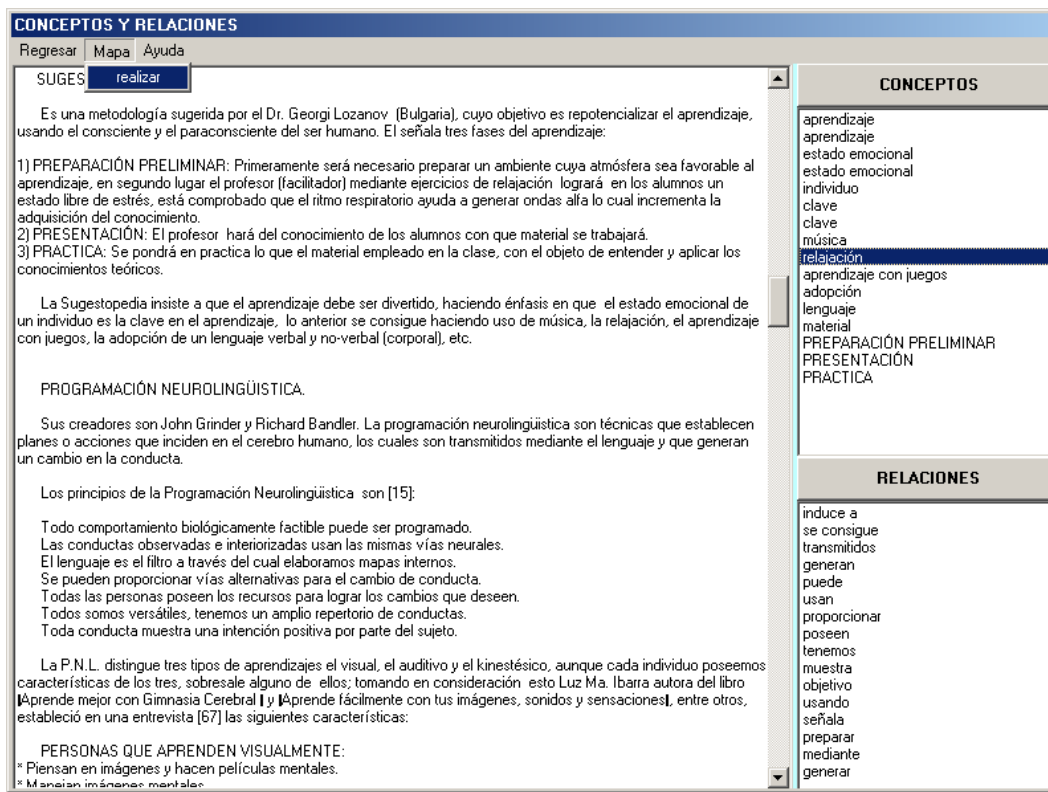 CONCEPTOS Y RELACIONES
Regresar Mapa Ayuda
realizar
SUGES
Es una metodología sugerida por el Dr. Georgi Lozanov (Bulgaria), cuyo objetivo es repotencializar el aprendizaje,
usando el consciente y el paraconsciente del ser humano. El señala tres fases del aprendizaje:
1) PREPARACIÓN PRELIMINAR: Primeramente será necesario preparar un ambiente cuya atmósfera sea favorable al
aprendizaje, en segundo lugar el profesor (facilitador) mediante ejercicios de relajación logrará en los alumnos un
estado libre de estrés, está comprobado que el ritmo respiratorio ayuda a generar ondas alfa lo cual incrementa la
adquisición del conocimiento.
2) PRESENTACIÓN: El profesor hará del conocimiento de los alumnos con que material se trabajará.
3) PRACTICA: Se pondrá en practica lo que el material empleado en la clase, con el objeto de entender y aplicar los
conocimientos teóricos.
La Sugestopedia insiste a que el aprendizaje debe ser divertido, haciendo énfasis en que el estado emocional de
un individuo es la clave en el aprendizaje, lo anterior se consigue haciendo uso de música, la relajación, el aprendizaje
con juegos, la adopción de un lenguaje verbal y no-verbal (corporal), etc.
PROGRAMACIÓN NEUROLINGÜISTICA.
Sus creadores son John Grinder y Richard Bandler. La programación neurolingüistica son técnicas que establecen
planes o acciones que inciden en el cerebro humano, los cuales son transmitidos mediante el lenguaje y que generan
un cambio en la conducta.
Los principios de la Programación Neurolingüistica son [15]:
Todo comportamiento biológicamente factible puede ser programado.
Las conductas observadas e interiorizadas usan las mismas vías neurales.
El lenguaje es el filtro a través del cual elaboramos mapas internos.
Se pueden proporcionar vías alternativas para el cambio de conducta.
Todas las personas poseen los recursos para lograr los cambios que deseen.
Todos somos versátiles, tenemos un amplio repertorio de conductas.
Toda conducta muestra una intención positiva por parte del sujeto.
La P.N.L. distingue tres tipos de aprendizajes el visual, el auditivo y el kinestésico, aunque cada individuo poseemos
características de los tres, sobresale alguno de ellos; tomando en consideración esto Luz Ma. Ibarra autora del libro
|Aprende mejor con Gimnasia Cerebral | y |Aprende fácilmente con tus imágenes, sonidos y sensaciones|, entre otros,
estableció en una entrevista [67] las siguientes características:
PERSONAS QUE APRENDEN VISUALMENTE:
* Piensan en imágenes y hacen películas mentales.
* Manejan imágenes mentales
CONCEPTOS
aprendizaje
aprendizaje
estado emocional
estado emocional
individuo
clave
clave
música
relajación
aprendizaje con juegos
adopción
lenguaje
material
PREPARACIÓN PRELIMINAR
PRESENTACIÓN
PRACTICA
RELACIONES
induce a
se consigue
transmitidos
generan
puede
usan
proporcionar
poseen
tenemos
muestra
objetivo
usando
señala
preparar
mediante
generar